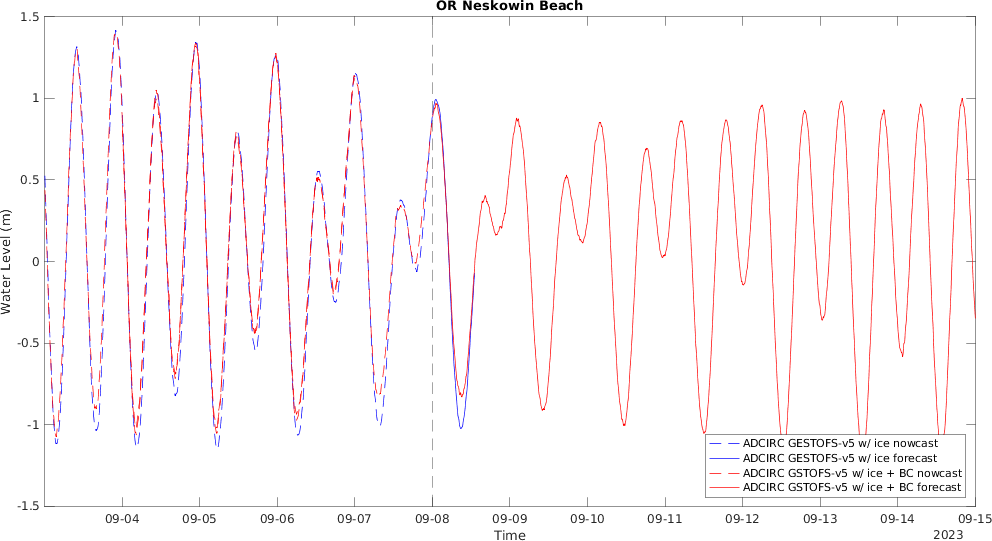 OR Neskowin Beach
1.5
1
0.5
0
-0.5
-1
-1.5
Water Level (m)
09-04 09-05 09-06 09-07 09-08 09-09 09-10 09-11 09-12 09-13 09-14 09-15
Time
2023
ADCIRC GESTOFS-v5 w/ ice nowcast
ADCIRC GESTOFS-v5 w/ ice forecast
ADCIRC GSTOFS-v5 w/ ice + BC nowcast
ADCIRC GSTOFS-v5 w/ ice + BC forecast